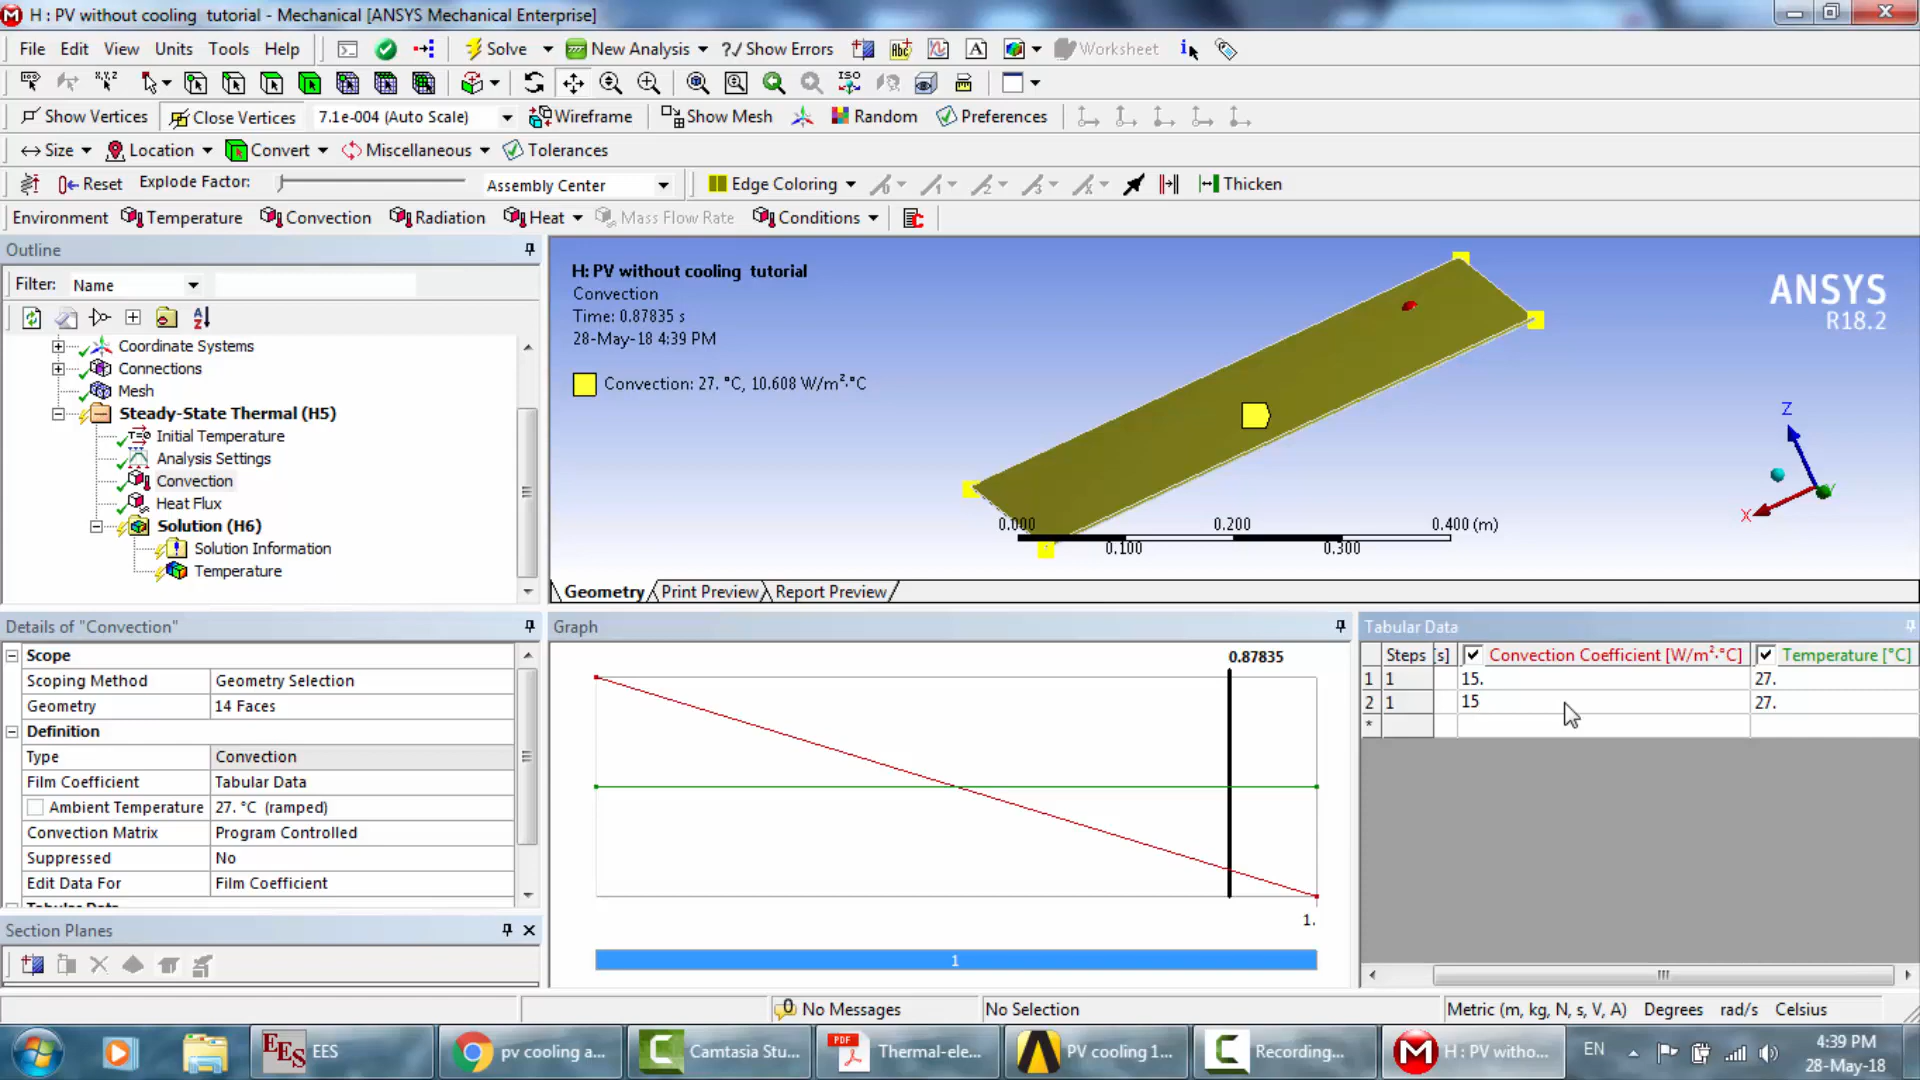 H : PV without cooling  tutorial  - Mechanical [ANSYS Mechanical Enterprise]
File Edit View Units Tools Help Solve New Analysis ?/ Show Errors Worksheet
Show Vertices Close Vertices 7.1e-004 (Auto Scale) Wireframe Show Mesh Random Preferences
Size Location Convert Miscellaneous Tolerances
Reset Explode Factor: Assembly Center Edge Coloring Thicken
Environment Temperature Convection Radiation Heat Mass Flow Rate Conditions
Outline
Filter: Name
Coordinate Systems
Connections
Mesh
Steady-State Thermal (H5)
Initial Temperature
Analysis Settings
Convection
Heat Flux
Solution (H6)
Solution Information
Temperature
H: PV without cooling  tutorial
Convection
Time: 0.87835 s
28-May-18 4:39 PM
Convection: 27. °C, 10.608 W/m²·°C
ANSYS
R18.2
Z
X
Y
0.000 0.200 0.400 (m)
0.100 0.300
Geometry Print Preview Report Preview
Details of "Convection"
Scope
Scoping Method Geometry Selection
Geometry 14 Faces
Definition
Type Convection
Film Coefficient Tabular Data
Ambient Temperature 27. °C  (ramped)
Convection Matrix Program Controlled
Suppressed No
Edit Data For Film Coefficient
Tabular Data
Section Planes
Graph
0.87835
1.
1
Tabular Data
Steps [s] Convection Coefficient [W/m²·°C] Temperature [°C]
1 1 15. 27.
2 1 15 27.
*
No Messages No Selection Metric (m, kg, N, s, V, A) Degrees rad/s Celsius
EES pv cooling a... Camtasia Stu... Thermal-ele... PV cooling 1... Recording... H : PV witho... EN 4:39 PM
28-May-18